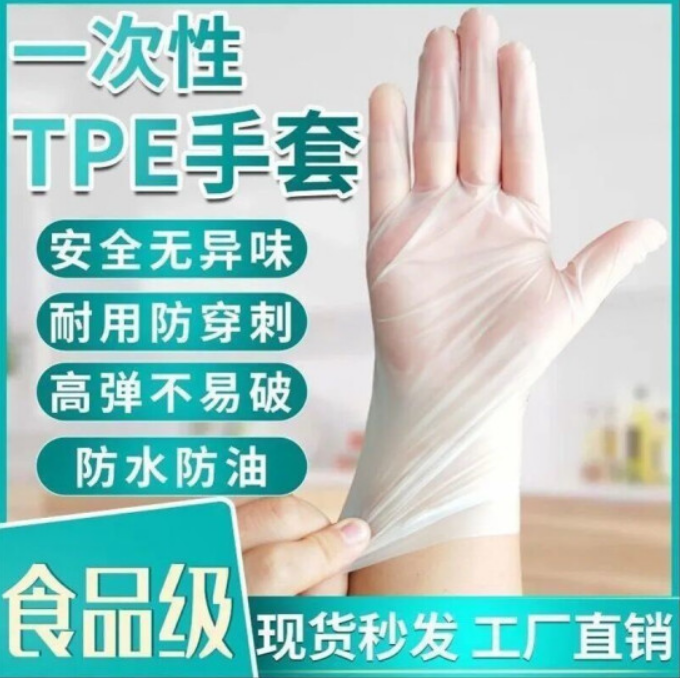 一次性
TPE手套
安全无异味
耐用防穿刺
高弹不易破
防水防油
食品级
现货秒发 工厂直销